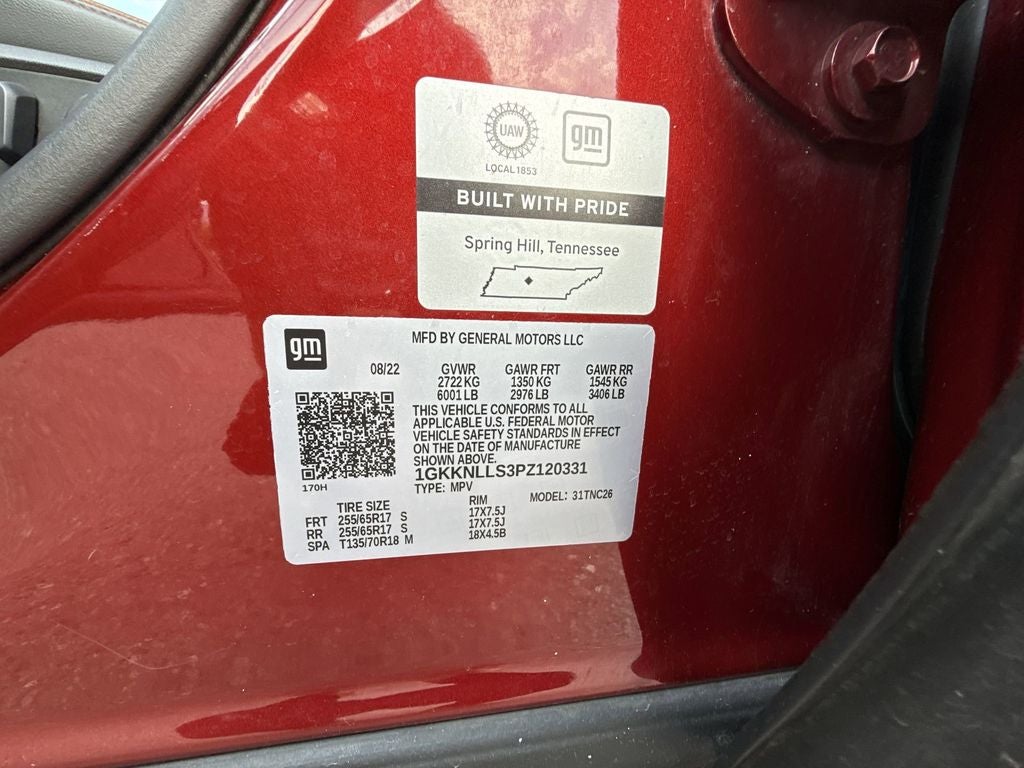 UAW
gm
LOCAL 1853
BUILT WITH PRIDE
Spring Hill, Tennessee
gm
MFD BY GENERAL MOTORS LLC
08/22 GVWR GAWR FRT GAWR RR
2722 KG 1350 KG 1545 KG
6001 LB 2976 LB 3406 LB
THIS VEHICLE CONFORMS TO ALL
APPLICABLE U.S. FEDERAL MOTOR
VEHICLE SAFETY STANDARDS IN EFFECT
ON THE DATE OF MANUFACTURE
SHOWN ABOVE.
1GKKNLLS3PZ120331
170H
TYPE: MPV MODEL: 31TNC26
TIRE SIZE RIM
FRT 255/65R17 S 17X7.5J
RR 255/65R17 S 17X7.5J
SPA T135/70R18 M 18X4.5B